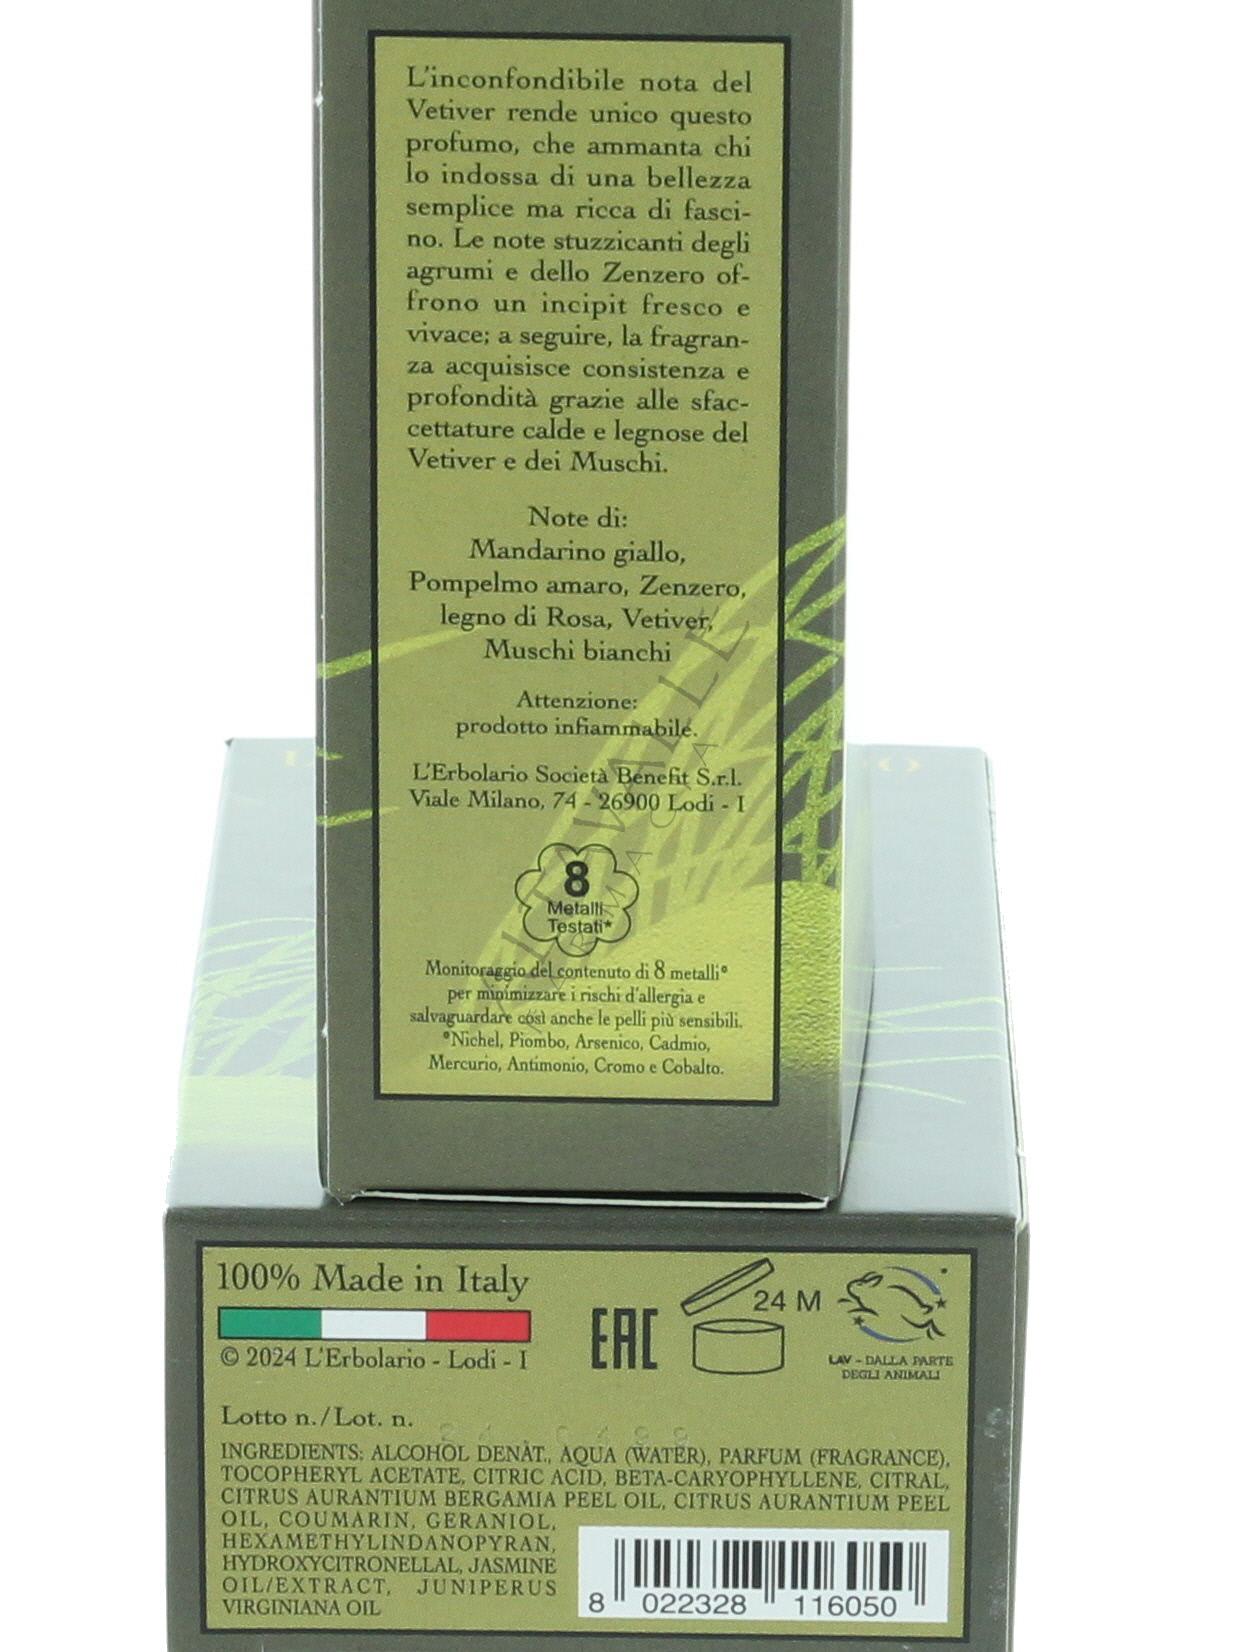 L'inconfondibile nota del
Vetiver rende unico questo
profumo, che ammanta chi
lo indossa di una bellezza
semplice ma ricca di fasci-
no. Le note stuzzicanti degli
agrumi e dello Zenzero of-
frono un incipit fresco e
vivace; a seguire, la fragran-
za acquisisce consistenza e
profondità grazie alle sfac-
cettature calde e legnose del
Vetiver e dei Muschi.
Note di:
Mandarino giallo,
Pompelmo amaro, Zenzero,
legno di Rosa, Vetiver,
Muschi bianchi
Attenzione:
prodotto infiammabile.
L'Erbolario Società Benefit S.r.l.
Viale Milano, 74 - 26900 Lodi - I
8
Metalli
Testati*
Monitoraggio del contenuto di 8 metalli*
per minimizzare i rischi d'allergia e
salvaguardare così anche le pelli più sensibili.
*Nichel, Piombo, Arsenico, Cadmio,
Mercurio, Antimonio, Cromo e Cobalto.
ALTAVALLE
FARMACIA
100% Made in Italy
© 2024 L'Erbolario - Lodi - I
EAC
24 M
LAV - DALLA PARTE
DEGLI ANIMALI
Lotto n./Lot. n.
INGREDIENTS: ALCOHOL DENAT., AQUA (WATER), PARFUM (FRAGRANCE),
TOCOPHERYL ACETATE, CITRIC ACID, BETA-CARYOPHYLLENE, CITRAL,
CITRUS AURANTIUM BERGAMIA PEEL OIL, CITRUS AURANTIUM PEEL
OIL, COUMARIN, GERANIOL,
HEXAMETHYLINDANOPYRAN,
HYDROXYCITRONELLAL, JASMINE
OIL/EXTRACT, JUNIPERUS
VIRGINIANA OIL
8 022328 116050